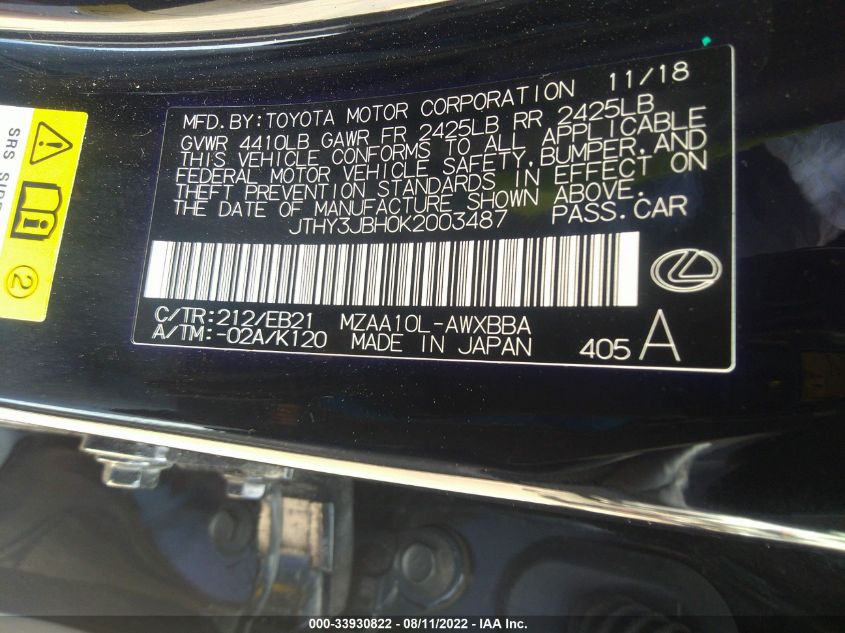 MFD. BY: TOYOTA MOTOR CORPORATION 11/18
GVWR 4410LB GAWR FR 2425LB RR 2425LB
THIS VEHICLE CONFORMS TO ALL APPLICABLE
FEDERAL MOTOR VEHICLE SAFETY, BUMPER, AND
THEFT PREVENTION STANDARDS IN EFFECT ON
THE DATE OF MANUFACTURE SHOWN ABOVE.
JTHY3JBH0K2003487 PASS. CAR
C/TR: 212/EB21 MZAA10L-AWXBBA
A/TM: -02A/K120 MADE IN JAPAN 405 A
2
SRS
000-33930822 - 08/11/2022 - IAA Inc.